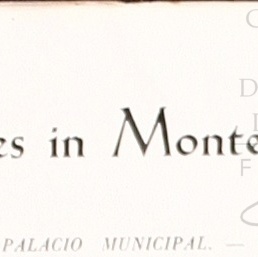 es in Monte
PALACIO MUNICIPAL. —